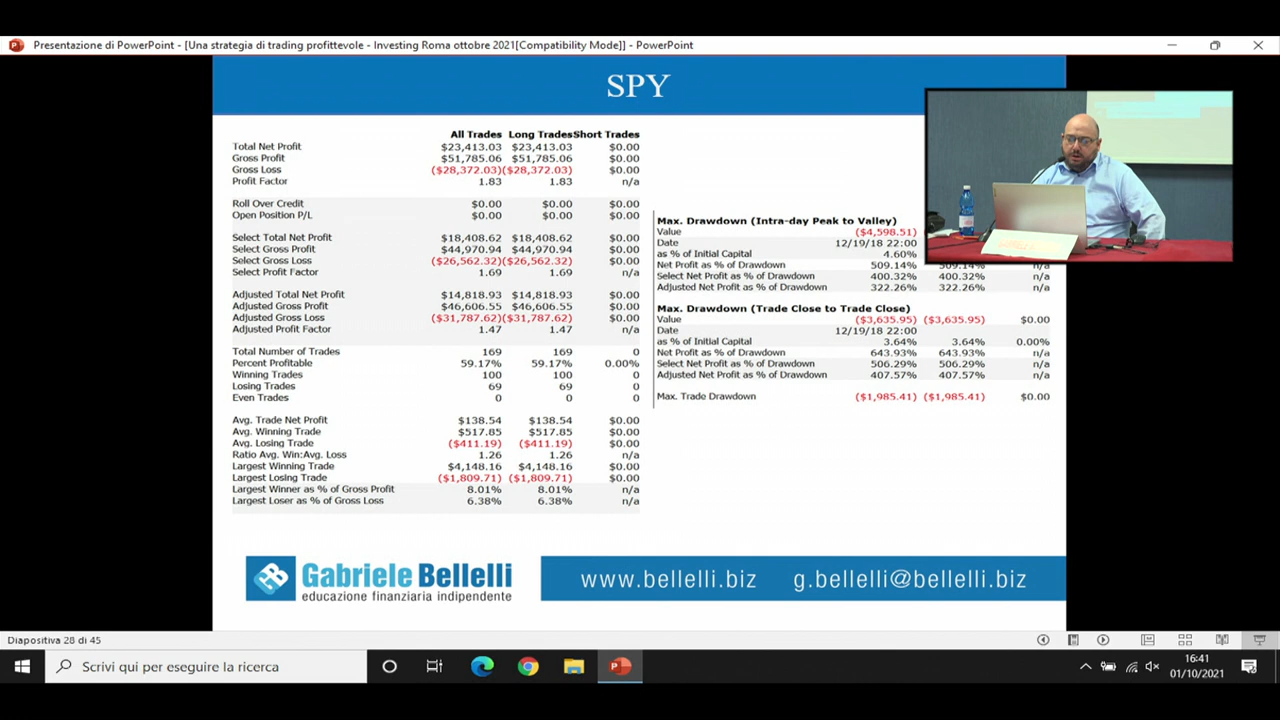 Presentazione di PowerPoint - [Una strategia di trading profittevole - Investing Roma ottobre 2021[Compatibility Mode]] - PowerPoint
SPY
All Trades Long Trades Short Trades
Total Net Profit $23,413.03 $23,413.03 $0.00
Gross Profit $51,785.06 $51,785.06 $0.00
Gross Loss ($28,372.03) ($28,372.03) $0.00
Profit Factor 1.83 1.83 n/a
Roll Over Credit $0.00 $0.00 $0.00
Open Position P/L $0.00 $0.00 $0.00
Select Total Net Profit $18,408.62 $18,408.62 $0.00
Select Gross Profit $44,970.94 $44,970.94 $0.00
Select Gross Loss ($26,562.32) ($26,562.32) $0.00
Select Profit Factor 1.69 1.69 n/a
Adjusted Total Net Profit $14,818.93 $14,818.93 $0.00
Adjusted Gross Profit $46,606.55 $46,606.55 $0.00
Adjusted Gross Loss ($31,787.62) ($31,787.62) $0.00
Adjusted Profit Factor 1.47 1.47 n/a
Total Number of Trades 169 169 0
Percent Profitable 59.17% 59.17% 0.00%
Winning Trades 100 100 0
Losing Trades 69 69 0
Even Trades 0 0 0
Avg. Trade Net Profit $138.54 $138.54 $0.00
Avg. Winning Trade $517.85 $517.85 $0.00
Avg. Losing Trade ($411.19) ($411.19) $0.00
Ratio Avg. Win:Avg. Loss 1.26 1.26 n/a
Largest Winning Trade $4,148.16 $4,148.16 $0.00
Largest Losing Trade ($1,809.71) ($1,809.71) $0.00
Largest Winner as % of Gross Profit 8.01% 8.01% n/a
Largest Loser as % of Gross Loss 6.38% 6.38% n/a
Max. Drawdown (Intra-day Peak to Valley)
Value ($4,598.51)
Date 12/19/18 22:00
as % of Initial Capital 4.60%
Net Profit as % of Drawdown 509.14% 509.14% n/a
Select Net Profit as % of Drawdown 400.32% 400.32% n/a
Adjusted Net Profit as % of Drawdown 322.26% 322.26% n/a
Max. Drawdown (Trade Close to Trade Close)
Value ($3,635.95) ($3,635.95) $0.00
Date 12/19/18 22:00
as % of Initial Capital 3.64% 3.64% 0.00%
Net Profit as % of Drawdown 643.93% 643.93% n/a
Select Net Profit as % of Drawdown 506.29% 506.29% n/a
Adjusted Net Profit as % of Drawdown 407.57% 407.57% n/a
Max. Trade Drawdown ($1,985.41) ($1,985.41) $0.00
Gabriele Bellelli
educazione finanziaria indipendente
www.bellelli.biz g.bellelli@bellelli.biz
Diapositiva 28 di 45
Scrivi qui per eseguire la ricerca
16:41
01/10/2021